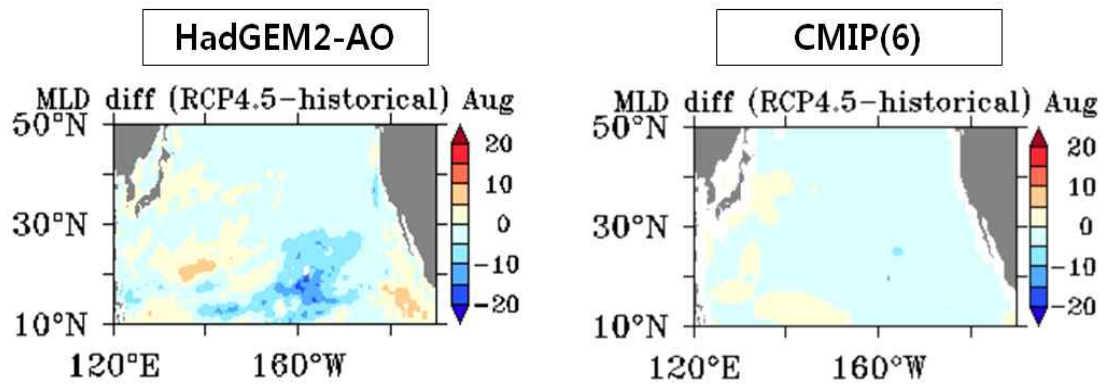 HadGEM2-AO
MLD diff (RCP4.5-historical) Aug
50°N
30°N
10°N
120°E
160°W
20
10
0
-10
-20
CMIP(6)
MLD diff (RCP4.5-historical) Aug
50°N
30°N
10°N
120°E
160°W
20
10
0
-10
-20